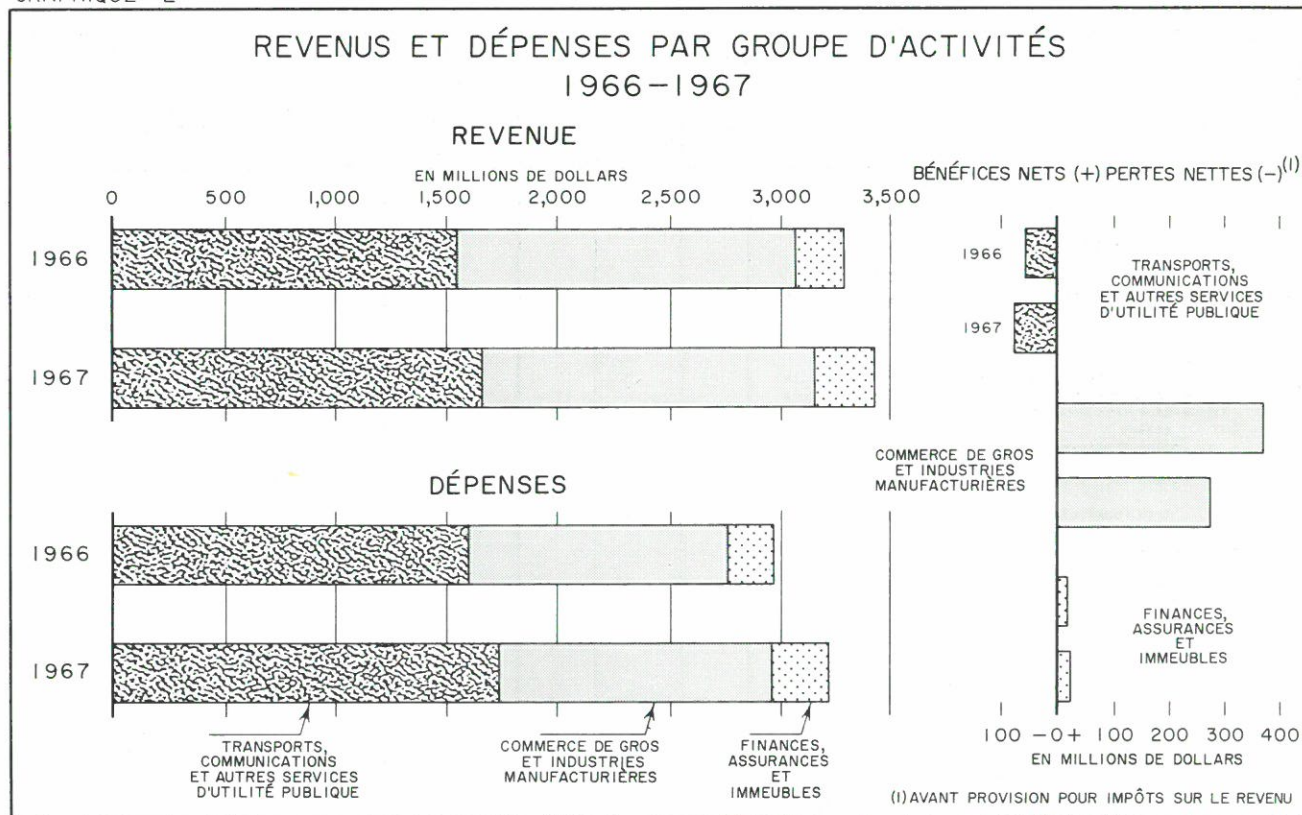 REVENUS ET DÉPENSES PAR GROUPE D'ACTIVITÉS
1966-1967
REVENUE
EN MILLIONS DE DOLLARS
0 500 1,000 1,500 2,000 2,500 3,000 3,500
1966
1967
DÉPENSES
1966
1967
TRANSPORTS,
COMMUNICATIONS
ET AUTRES SERVICES
D'UTILITÉ PUBLIQUE
COMMERCE DE GROS
ET INDUSTRIES
MANUFACTURIÈRES
FINANCES,
ASSURANCES
ET
IMMEUBLES
BÉNÉFICES NETS (+) PERTES NETTES (-)(1)
1966
1967
TRANSPORTS,
COMMUNICATIONS
ET AUTRES SERVICES
D'UTILITÉ PUBLIQUE
COMMERCE DE GROS
ET INDUSTRIES
MANUFACTURIÈRES
FINANCES,
ASSURANCES
ET
IMMEUBLES
100 -0+ 100 200 300 400
EN MILLIONS DE DOLLARS
(1) AVANT PROVISION POUR IMPÔTS SUR LE REVENU